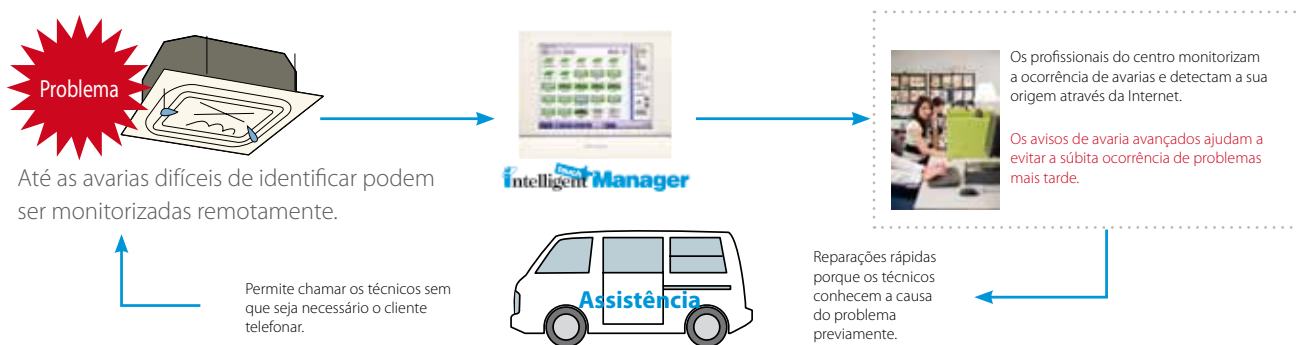 Problema
Até as avarias difíceis de identificar podem
ser monitorizadas remotamente.
intelligent Manager
Os profissionais do centro monitorizam
a ocorrência de avarias e detectam a sua
origem através da Internet.
Os avisos de avaria avançados ajudam a
evitar a súbita ocorrência de problemas
mais tarde.
Reparações rápidas
porque os técnicos
conhecem a causa
do problema
previamente.
Assistência
Permite chamar os técnicos sem
que seja necessário o cliente
telefonar.